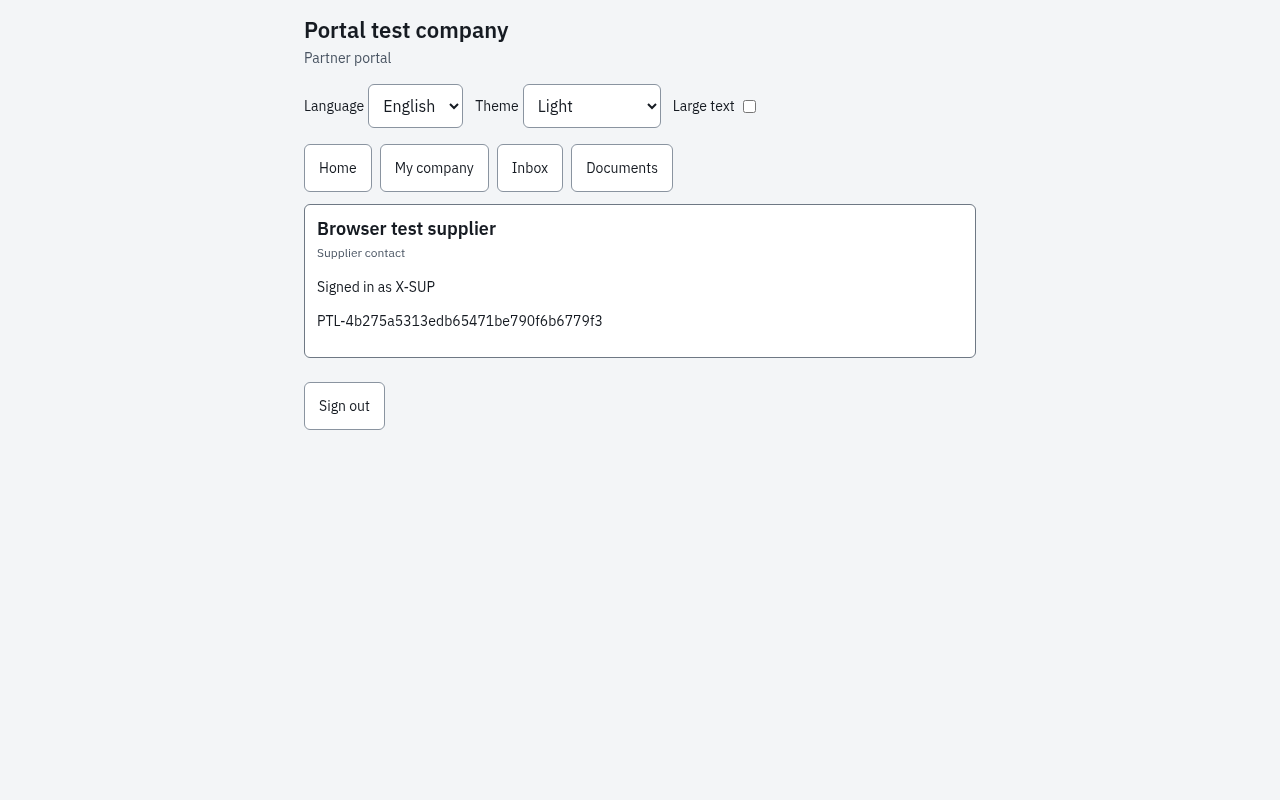 Portal test company
Partner portal
Language English Theme Light Large text
Home My company Inbox Documents
Browser test supplier
Supplier contact
Signed in as X-SUP
PTL-4b275a5313edb65471be790f6b6779f3
Sign out